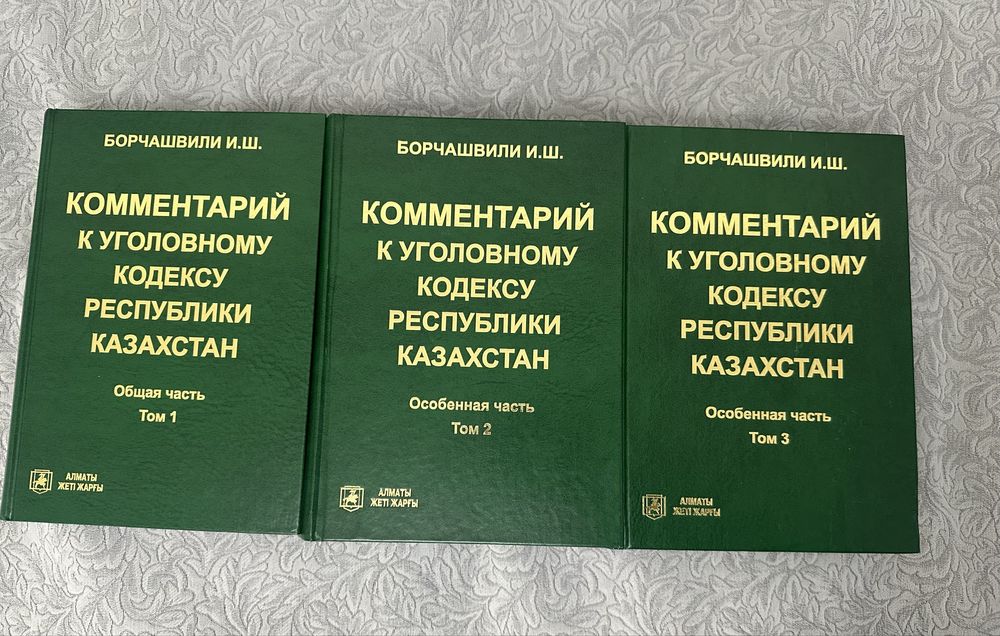 БОРЧАШВИЛИ И.Ш.
КОММЕНТАРИЙ
К УГОЛОВНОМУ
КОДЕКСУ
РЕСПУБЛИКИ
КАЗАХСТАН
Общая часть
Том 1
АЛМАТЫ
ЖЕТІ ЖАРҒЫ
БОРЧАШВИЛИ И.Ш.
КОММЕНТАРИЙ
К УГОЛОВНОМУ
КОДЕКСУ
РЕСПУБЛИКИ
КАЗАХСТАН
Особенная часть
Том 2
АЛМАТЫ
ЖЕТІ ЖАРҒЫ
БОРЧАШВИЛИ И.Ш.
КОММЕНТАРИЙ
К УГОЛОВНОМУ
КОДЕКСУ
РЕСПУБЛИКИ
КАЗАХСТАН
Особенная часть
Том 3
АЛМАТЫ
ЖЕТІ ЖАРҒЫ